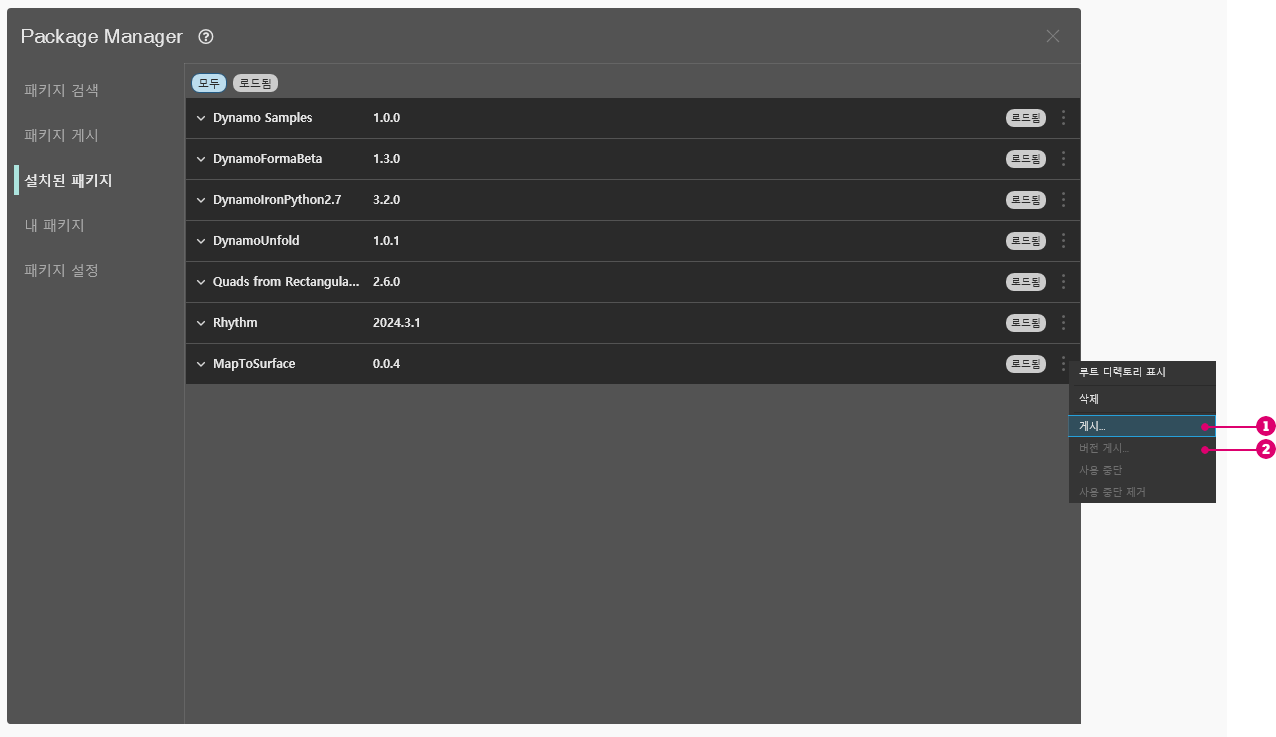 Package Manager
패키지 검색
패키지 게시
설치된 패키지
내 패키지
패키지 설정
모두 로드됨
Dynamo Samples 1.0.0 로드됨
DynamoFormaBeta 1.3.0 로드됨
DynamoIronPython2.7 3.2.0 로드됨
DynamoUnfold 1.0.1 로드됨
Quads from Rectangula... 2.6.0 로드됨
Rhythm 2024.3.1 로드됨
MapToSurface 0.0.4 로드됨
루트 디렉토리 표시
삭제
게시... 1
버전 게시... 2
사용 중단
사용 중단 제거